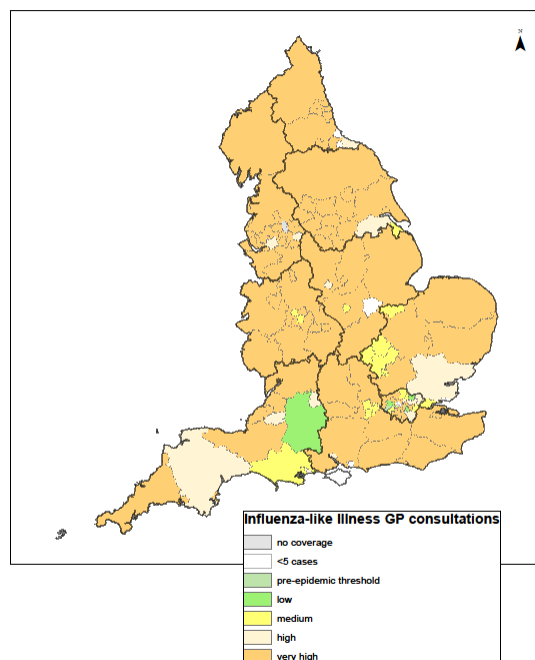 N
Influenza-like Illness GP consultations
no coverage
<5 cases
pre-epidemic threshold
low
medium
high
very high